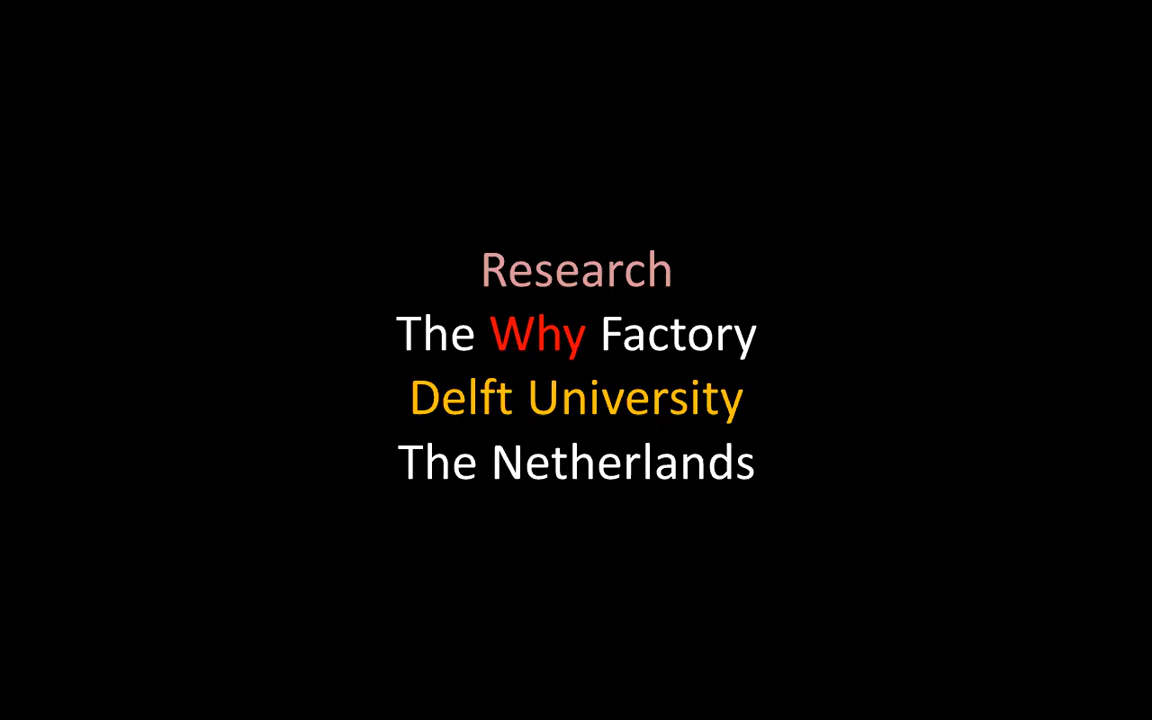 Research
The Why Factory
Delft University
The Netherlands